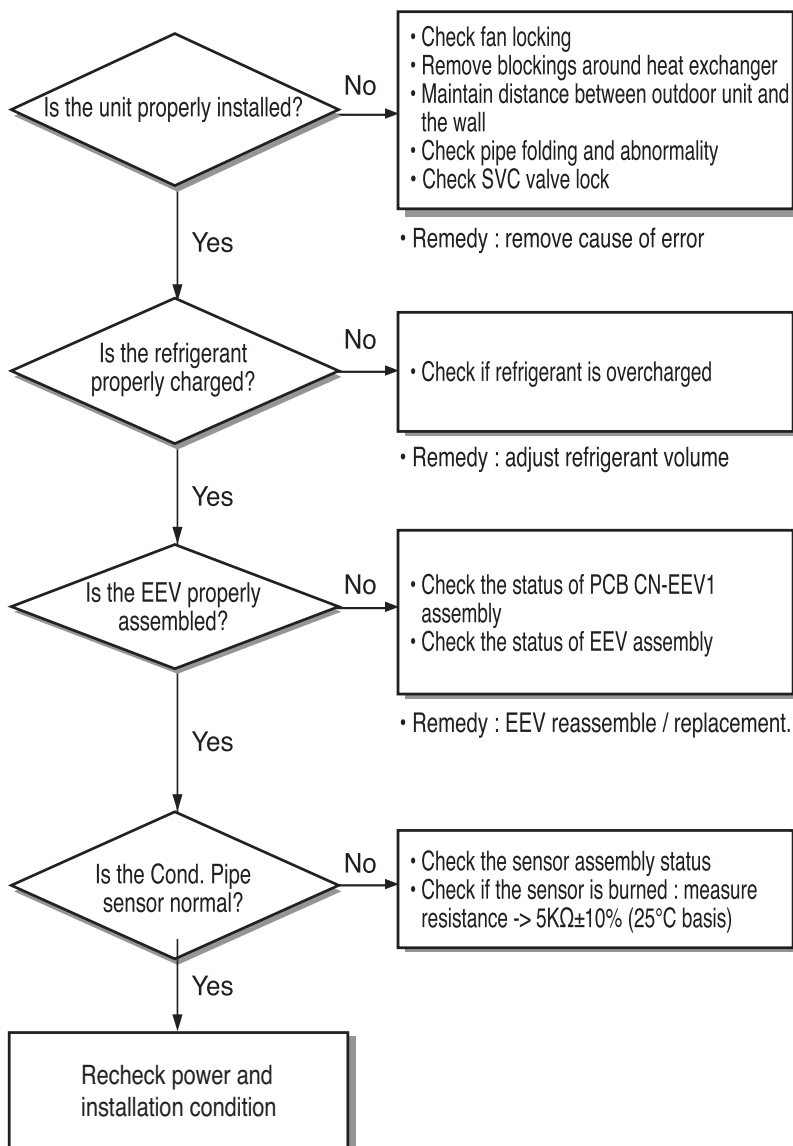 Is the unit properly installed?
No
• Check fan locking
• Remove blockings around heat exchanger
• Maintain distance between outdoor unit and
the wall
• Check pipe folding and abnormality
• Check SVC valve lock
• Remedy : remove cause of error
Yes
Is the refrigerant
properly charged?
No
• Check if refrigerant is overcharged
• Remedy : adjust refrigerant volume
Yes
Is the EEV properly
assembled?
No
• Check the status of PCB CN-EEV1
assembly
• Check the status of EEV assembly
• Remedy : EEV reassemble / replacement.
Yes
Is the Cond. Pipe
sensor normal?
No
• Check the sensor assembly status
• Check if the sensor is burned : measure
resistance -> 5KΩ±10% (25°C basis)
Yes
Recheck power and
installation condition